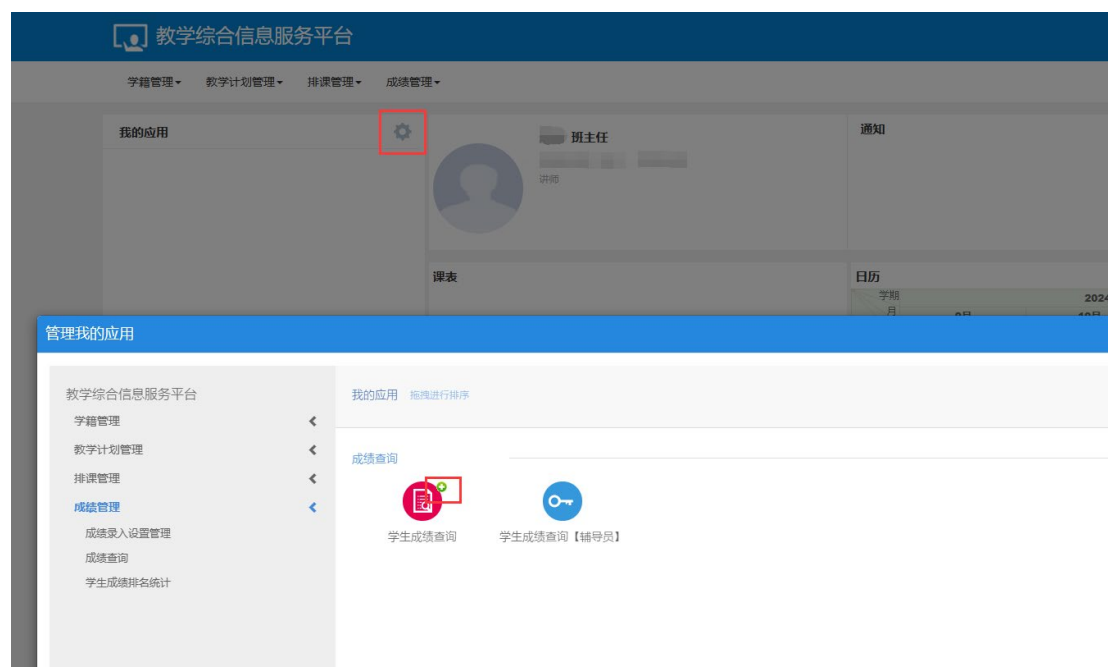 教学综合信息服务平台
学籍管理 教学计划管理 排课管理 成绩管理
我的应用
班主任
讲师
通知
课表
日历
学期
2024
月
9月
10月
管理我的应用
教学综合信息服务平台
学籍管理
教学计划管理
排课管理
成绩管理
成绩录入设置管理
成绩查询
学生成绩排名统计
我的应用 拖拽进行排序
成绩查询
学生成绩查询
学生成绩查询【辅导员】